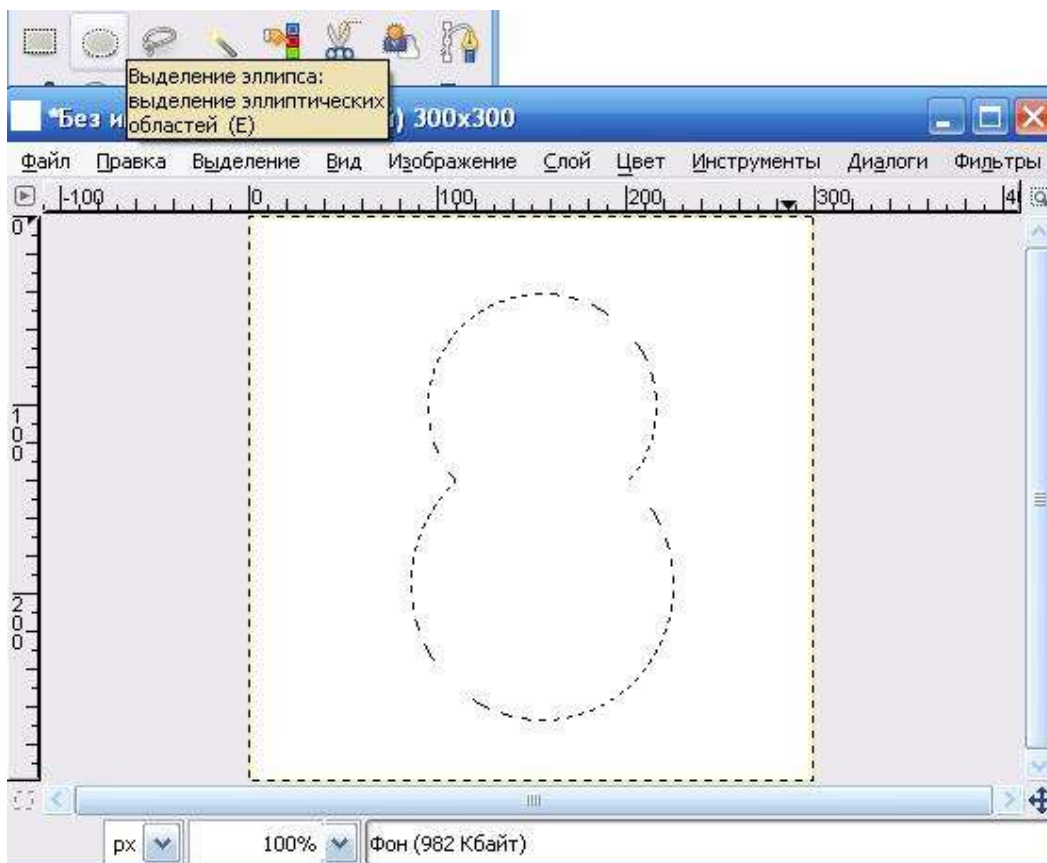 Выделение эллипса:
выделение эллиптических
областей (E)
*Без и ) 300x300
Файл Правка Выделение Вид Изображение Слой Цвет Инструменты Диалоги Фильтры
-100 0 100 200 300 4
0
100
200
px 100% Фон (982 Кбайт)